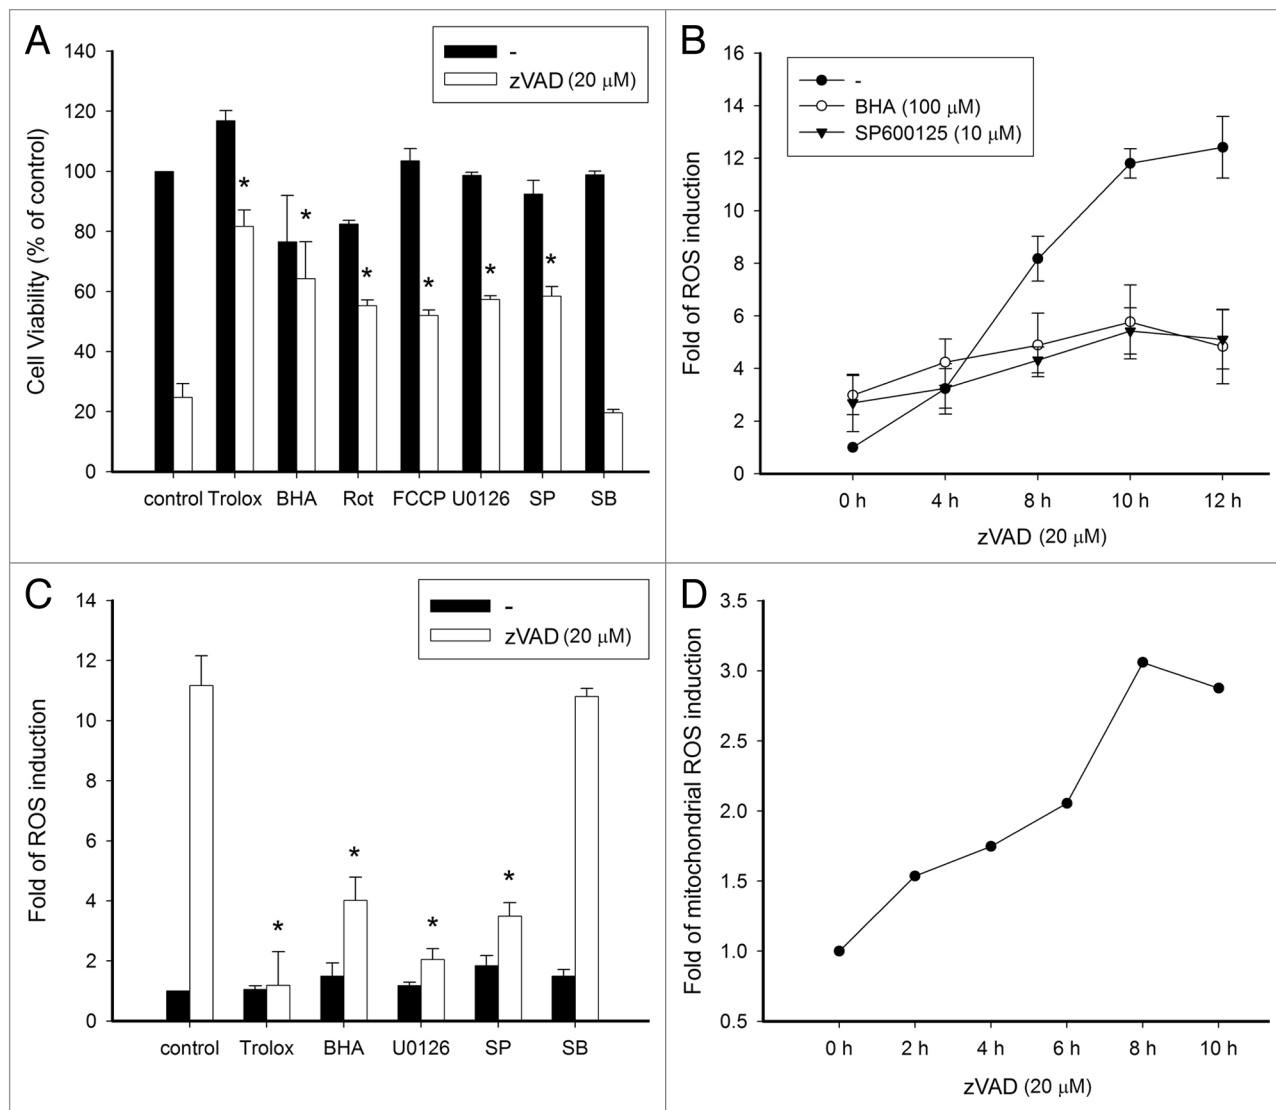 A
140
120
100
80
60
40
20
0
Cell Viability (% of control)
-
zVAD (20 μM)
* * * * * * *
control Trolox BHA Rot FCCP U0126 SP SB
B
16
14
12
10
8
6
4
2
0
Fold of ROS induction
-
BHA (100 μM)
SP600125 (10 μM)
0 h 4 h 8 h 10 h 12 h
zVAD (20 μM)
C
14
12
10
8
6
4
2
0
Fold of ROS induction
-
zVAD (20 μM)
* * * *
control Trolox BHA U0126 SP SB
D
3.5
3.0
2.5
2.0
1.5
1.0
0.5
Fold of mitochondrial ROS induction
0 h 2 h 4 h 6 h 8 h 10 h
zVAD (20 μM)